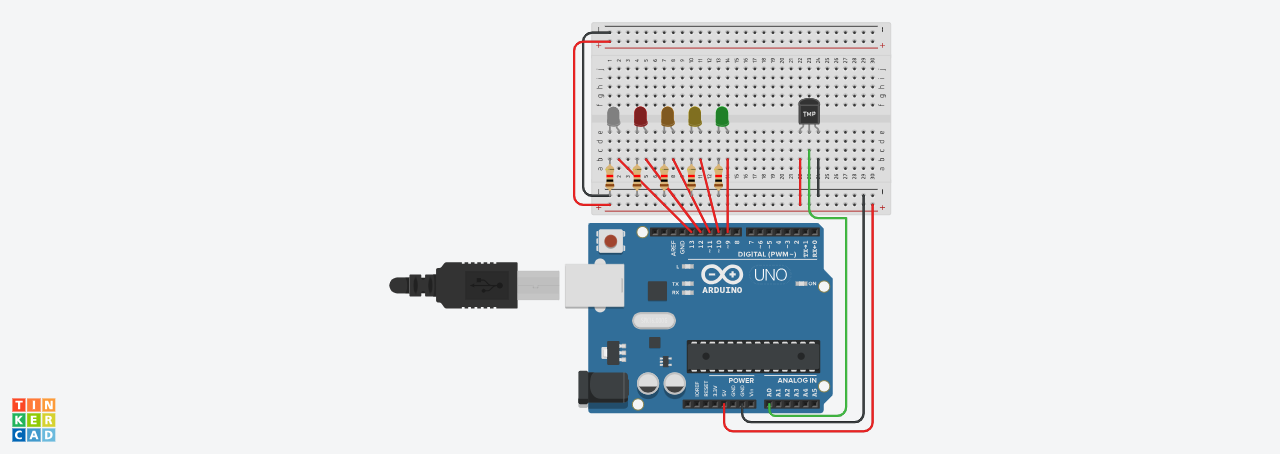 TMP
AREF
GND
13
12
~11
~10
~9
8
7
~6
~5
4
~3
2
TX→1
RX←0
DIGITAL (PWM~)
L
TX
RX
UNO
ARDUINO
ON
POWER
ANALOG IN
IOREF
RESET
3.3V
5V
GND
GND
Vin
A0
A1
A2
A3
A4
A5
TIN
KER
CAD